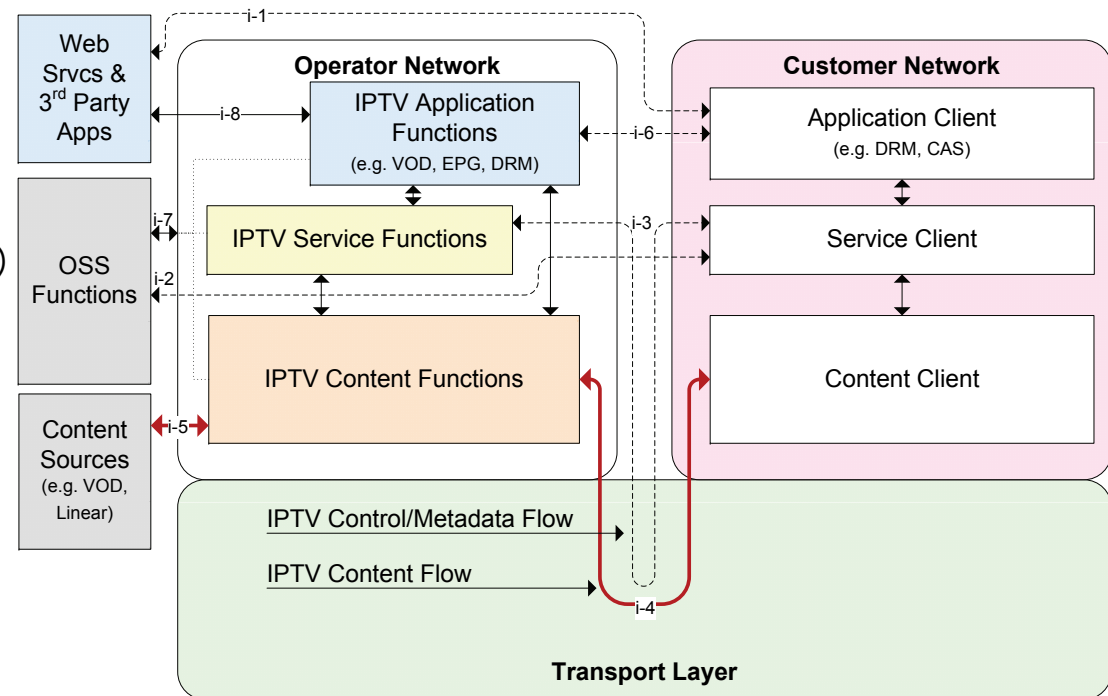 i-1
Web
Srvcs &
3rd Party
Apps
Operator Network
Customer Network
IPTV Application
Functions
(e.g. VOD, EPG, DRM)
i-8
i-6
Application Client
(e.g. DRM, CAS)
i-7
IPTV Service Functions
i-3
Service Client
OSS
Functions
i-2
)
IPTV Content Functions
Content Client
i-5
Content
Sources
(e.g. VOD,
Linear)
IPTV Control/Metadata Flow
IPTV Content Flow
i-4
Transport Layer